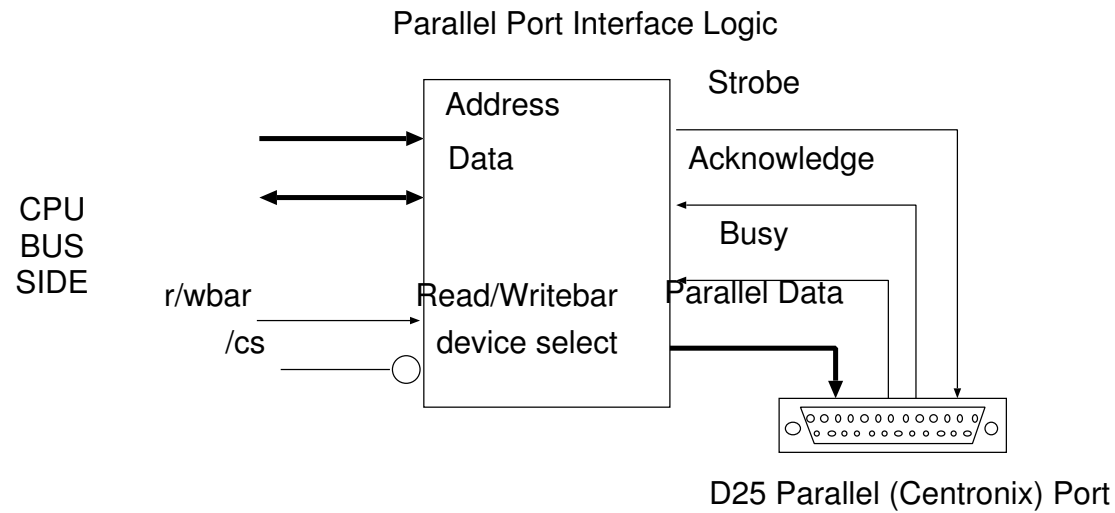 Parallel Port Interface Logic
Strobe
Address
Data
Acknowledge
CPU
BUS
SIDE
Busy
r/wbar
Read/Writebar
Parallel Data
/cs
device select
D25 Parallel (Centronix) Port